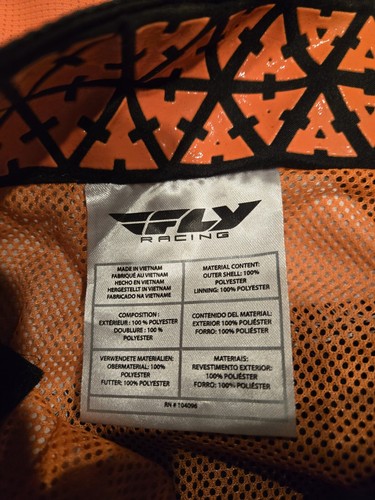 FLY
RACING
MADE IN VIETNAM
FABRIQUÉ AU VIETNAM
HECHO EN VIETNAM
HERGESTELLT IN VIETNAM
FABRICADO NA VIETNAME
MATERIAL CONTENT:
OUTER SHELL: 100%
POLYESTER
LINNING: 100% POLYESTER
COMPOSITION :
EXTÉRIEUR : 100 % POLYESTER
DOUBLURE : 100 %
POLYESTER
CONTENIDO DEL MATERIAL:
EXTERIOR 100% POLIÉSTER
FORRO: 100% POLIÉSTER
VERWENDETE MATERIALIEN:
OBERMATERIAL: 100%
POLYESTER
FUTTER: 100% POLYESTER
MATERIAIS:
REVESTIMENTO EXTERIOR:
100% POLIÉSTER
FORRO: 100% POLIÉSTER
RN # 104096